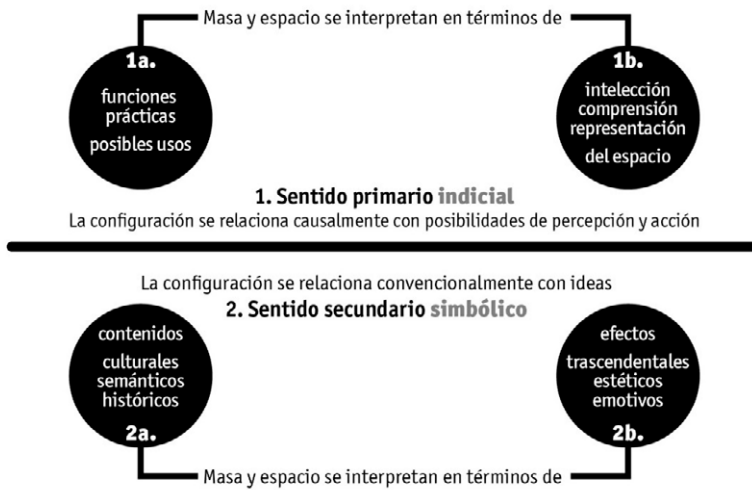 Masa y espacio se interpretan en términos de
1a.
funciones
prácticas
posibles usos
1b.
intelección
comprensión
representación
del espacio
1. Sentido primario indicial
La configuración se relaciona causalmente con posibilidades de percepción y acción
La configuración se relaciona convencionalmente con ideas
2. Sentido secundario simbólico
contenidos
culturales
semánticos
históricos
2a.
efectos
trascendentales
estéticos
emotivos
2b.
Masa y espacio se interpretan en términos de